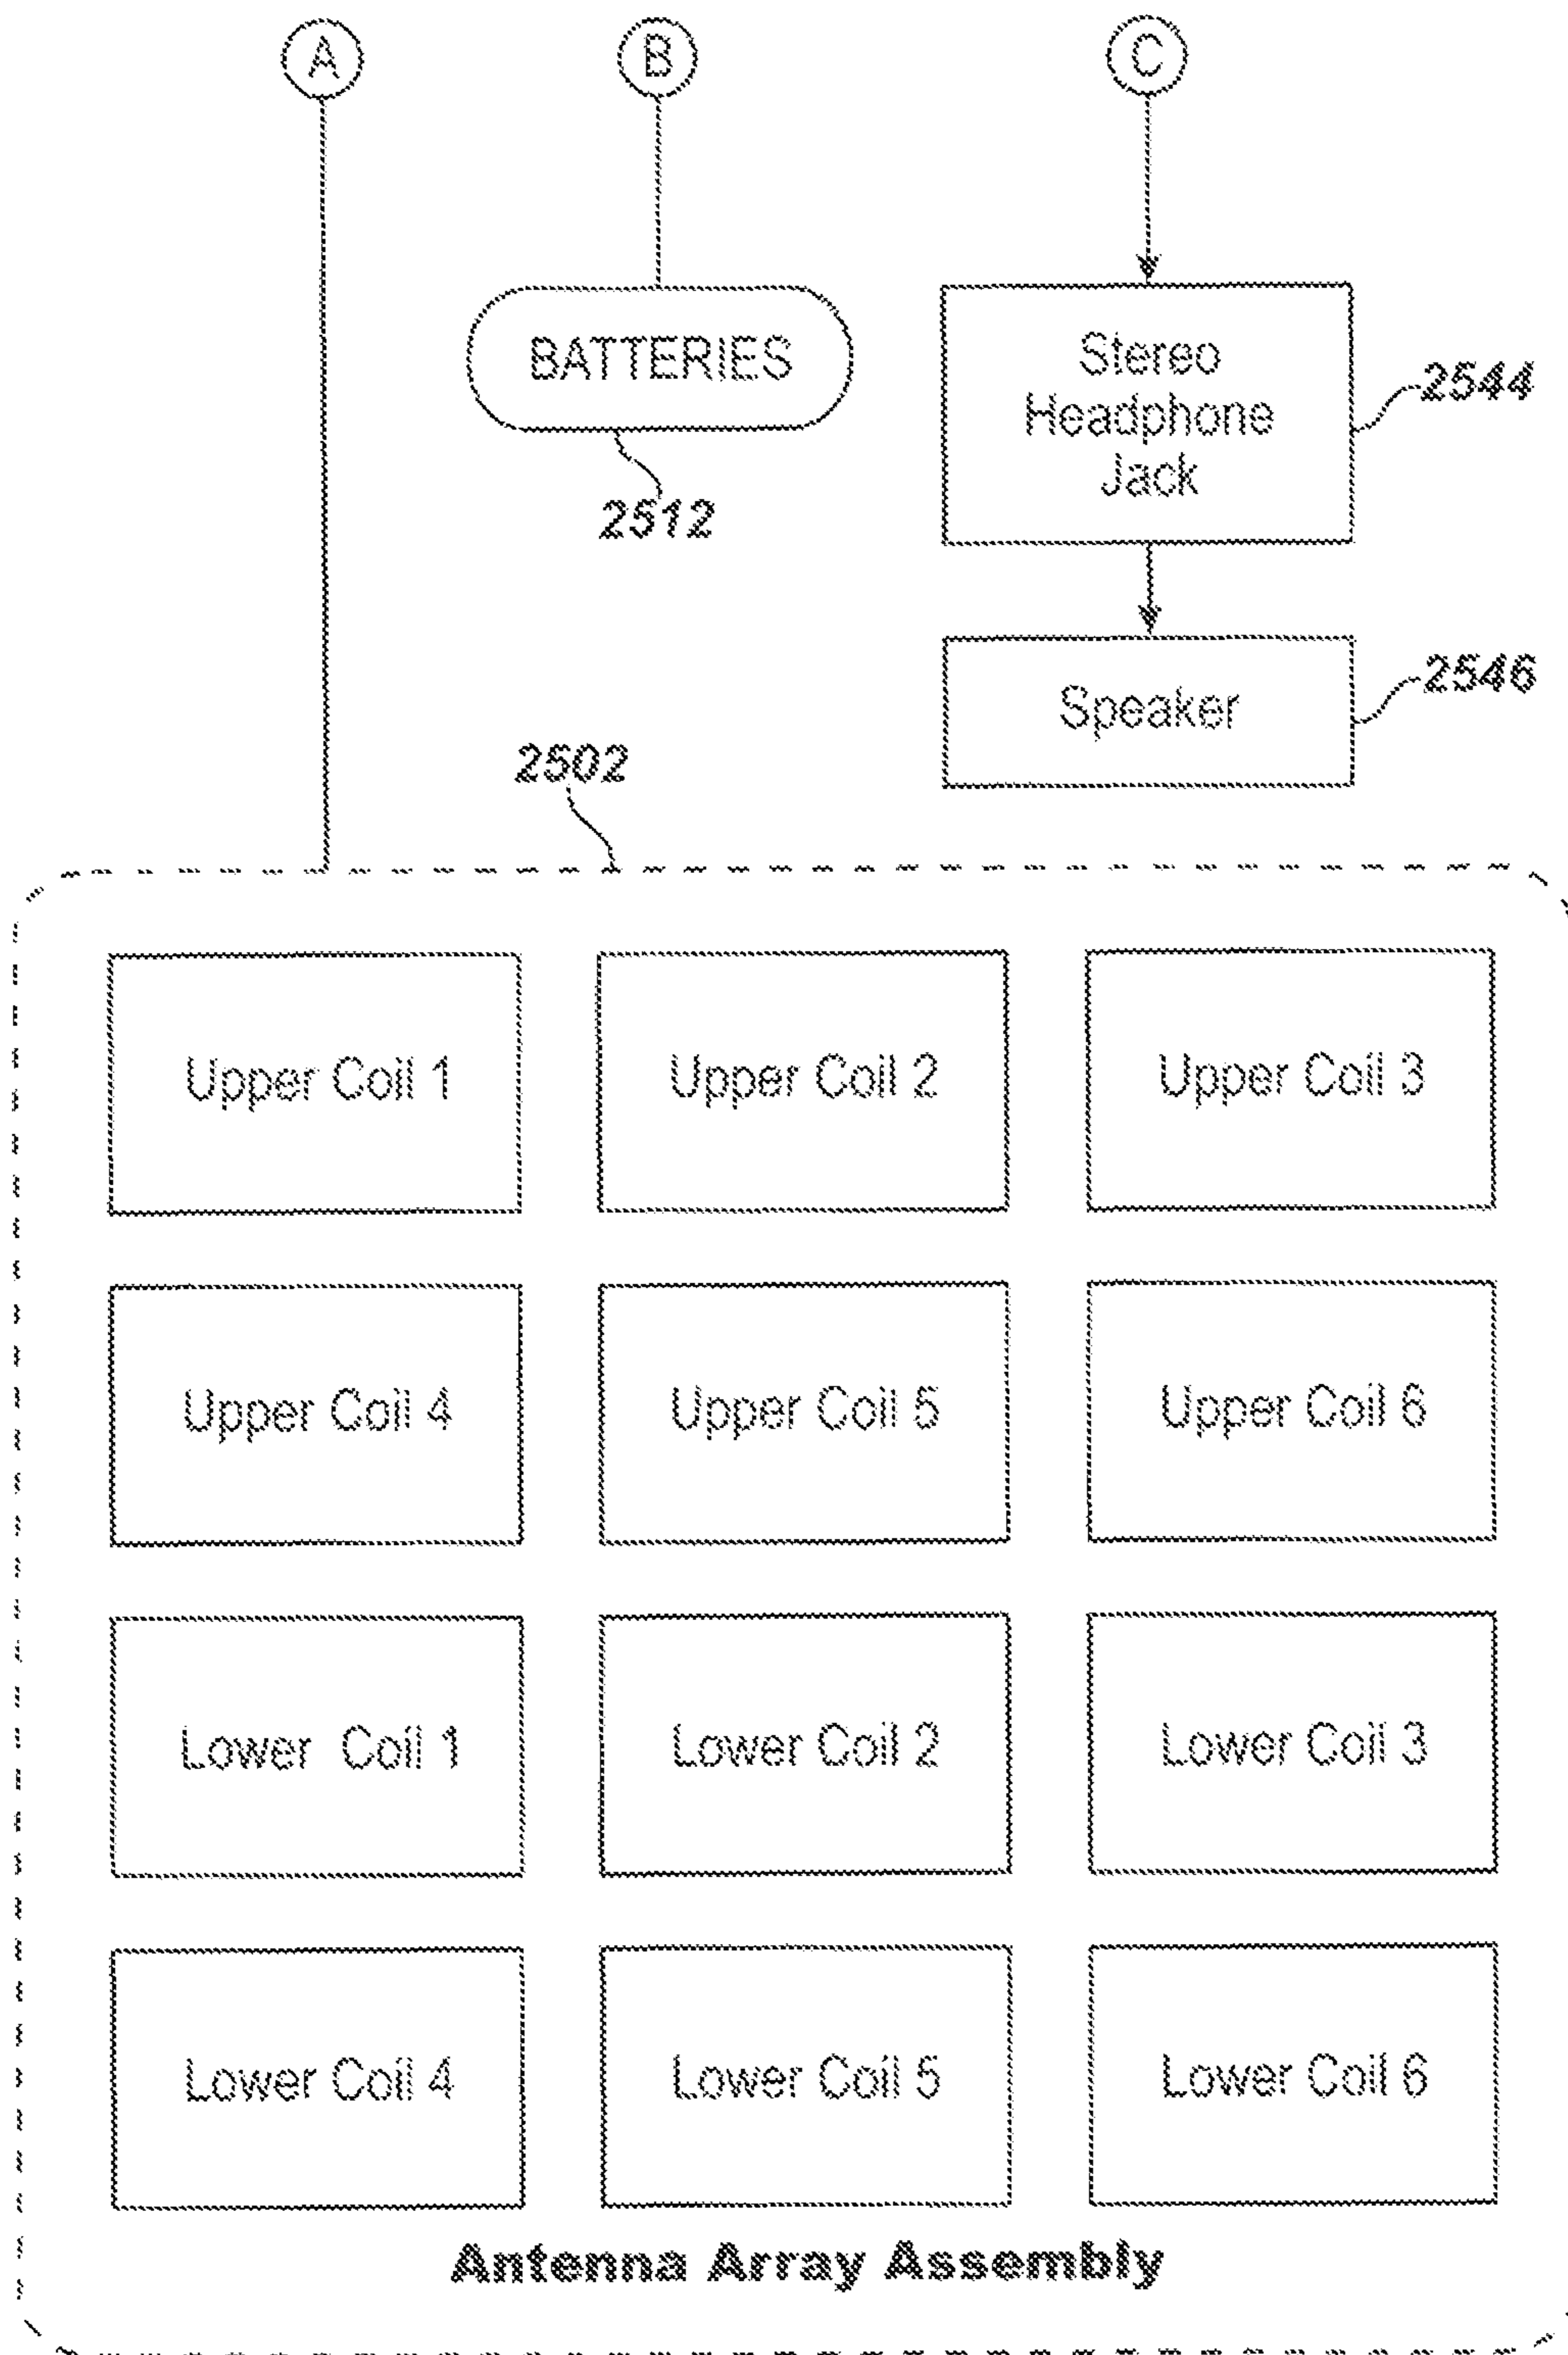 A B C
BATTERIES
2512
Stereo
Headphone
Jack
2544
Speaker
2546
2502
Upper Coil 1 Upper Coil 2 Upper Coil 3
Upper Coil 4 Upper Coil 5 Upper Coil 6
Lower Coil 1 Lower Coil 2 Lower Coil 3
Lower Coil 4 Lower Coil 5 Lower Coil 6
Antenna Array Assembly